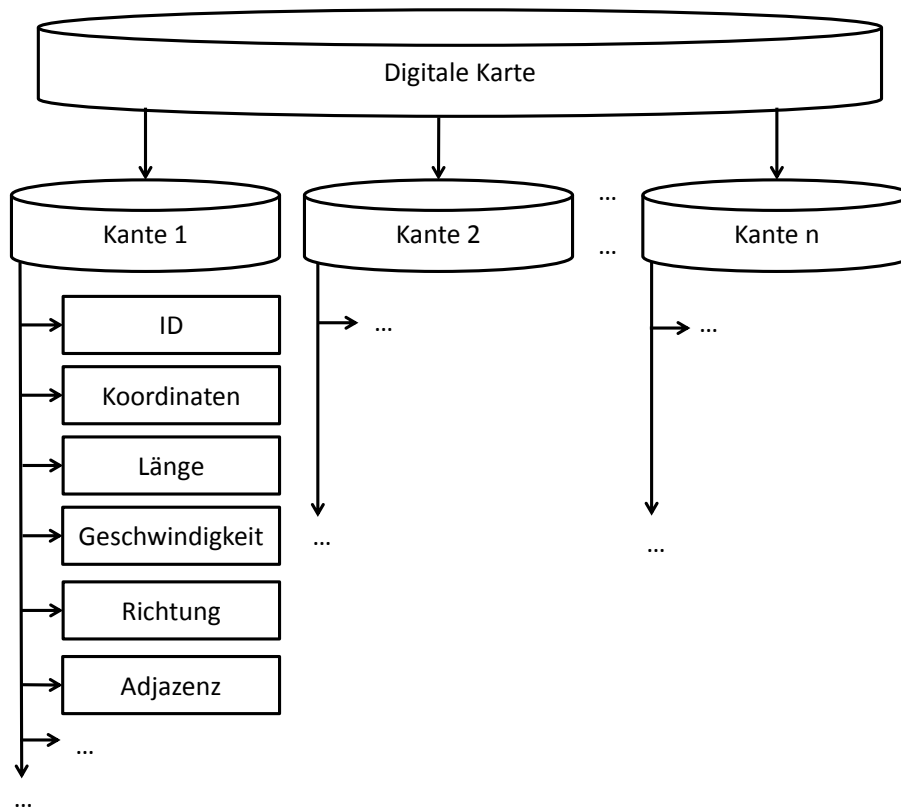 Digitale Karte
Kante 1
Kante 2
...
...
Kante n
ID
Koordinaten
Länge
Geschwindigkeit
Richtung
Adjazenz
...
...
...
...
...
...